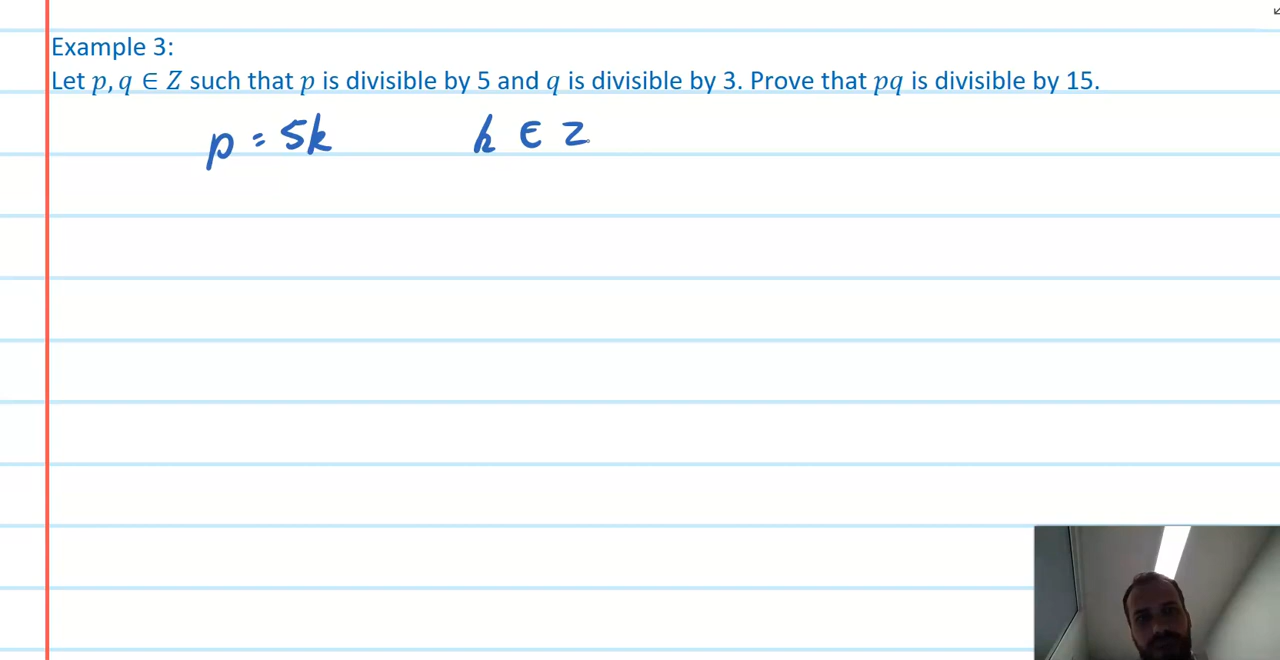 Example 3:
Let p, q ∈ Z such that p is divisible by 5 and q is divisible by 3. Prove that pq is divisible by 15.
p = 5k k ∈ Z